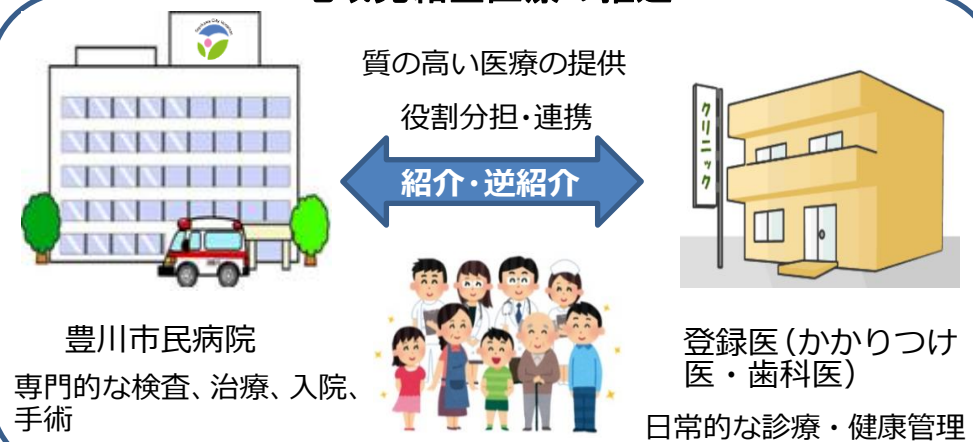 質の高い医療の提供
役割分担・連携
紹介・逆紹介
クリニック
豊川市民病院
専門的な検査、治療、入院、
手術
登録医(かかりつけ
医・歯科医)
日常的な診療・健康管理